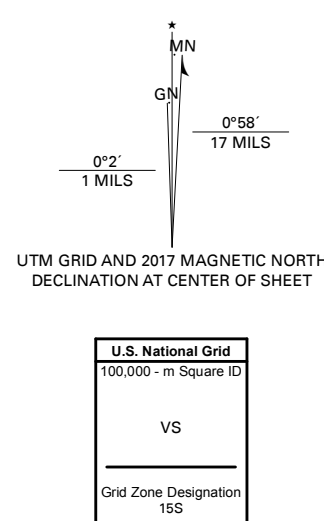 ★
MN
GN
0°58´
17 MILS
0°2´
1 MILS
UTM GRID AND 2017 MAGNETIC NORTH
DECLINATION AT CENTER OF SHEET
U.S. National Grid
100,000 - m Square ID
VS
Grid Zone Designation
15S